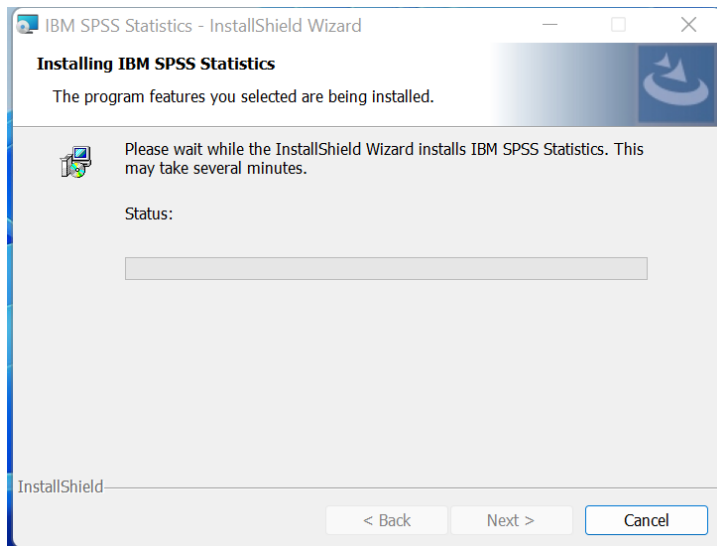 IBM SPSS Statistics - InstallShield Wizard
Installing IBM SPSS Statistics
The program features you selected are being installed.
Please wait while the InstallShield Wizard installs IBM SPSS Statistics. This
may take several minutes.
Status:
InstallShield
< Back Next > Cancel